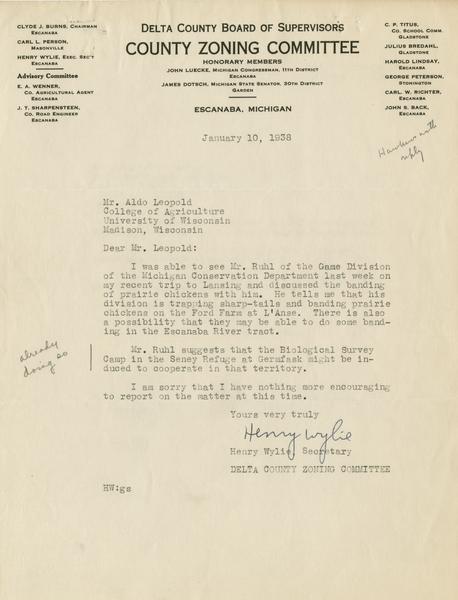 CLYDE J. BURNS, CHAIRMAN
ESCANABA
CARL L. PERSON,
MASONVILLE
HENRY WYLIE, EXEC. SEC'T
ESCANABA
Advisory Committee
E. A. WENNER,
CO. AGRICULTURAL AGENT
ESCANABA
J. T. SHARPENSTEEN,
CO. ROAD ENGINEER
ESCANABA
DELTA COUNTY BOARD OF SUPERVISORS
COUNTY ZONING COMMITTEE
HONORARY MEMBERS
JOHN LUECKE, MICHIGAN CONGRESSMAN, 11TH DISTRICT
ESCANABA
JAMES DOTSCH, MICHIGAN STATE SENATOR, 30TH DISTRICT
GARDEN
ESCANABA, MICHIGAN
C. P. TITUS,
CO. SCHOOL COMM.
GLADSTONE
JULIUS BREDAHL,
GLADSTONE
HAROLD LINDSAY,
ESCANABA
GEORGE PETERSON,
STONINGTON
CARL W. RICHTER,
ESCANABA
JOHN S. BACK,
ESCANABA
with
reply
January 10, 1938
Mr. Aldo Leopold
College of Agriculture
University of Wisconsin
Madison, Wisconsin
Dear Mr. Leopold:
I was able to see Mr. Ruhl of the Game Division
of the Michigan Conservation Department last week on
my recent trip to Lansing and discussed the banding
of prairie chickens with him. He tells me that his
division is trapping sharp-tails and banding prairie
chickens on the Ford Farm at L'Anse. There is also
a possibility that they may be able to do some band-
ing in the Escanaba River tract.
already
doing so
Mr. Ruhl suggests that the Biological Survey
Camp in the Seney Refuge at Germfask might be in-
duced to cooperate in that territory.
I am sorry that I have nothing more encouraging
to report on the matter at this time.
Yours very truly
Henry Wylie
Henry Wylie, Secretary
DELTA COUNTY ZONING COMMITTEE
HW:gs